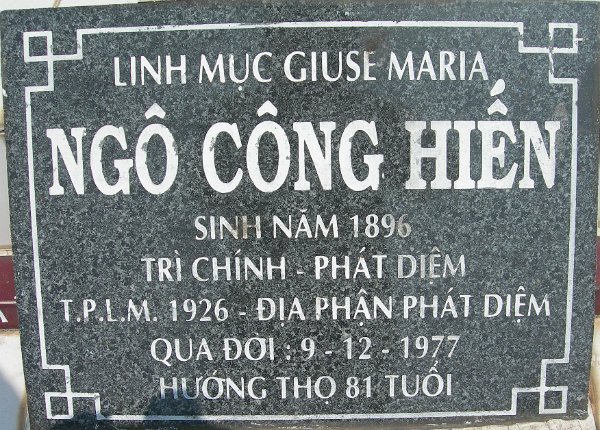 LINH MỤC GIUSE MARIA
NGÔ CÔNG HIẾN
SINH NĂM 1896
TRÌ CHÍNH - PHÁT DIỆM
T.P.L.M. 1926 - ĐỊA PHẬN PHÁT DIỆM
QUA ĐỜI : 9 - 12 - 1977
HƯỚNG THỌ 81 TUỔI